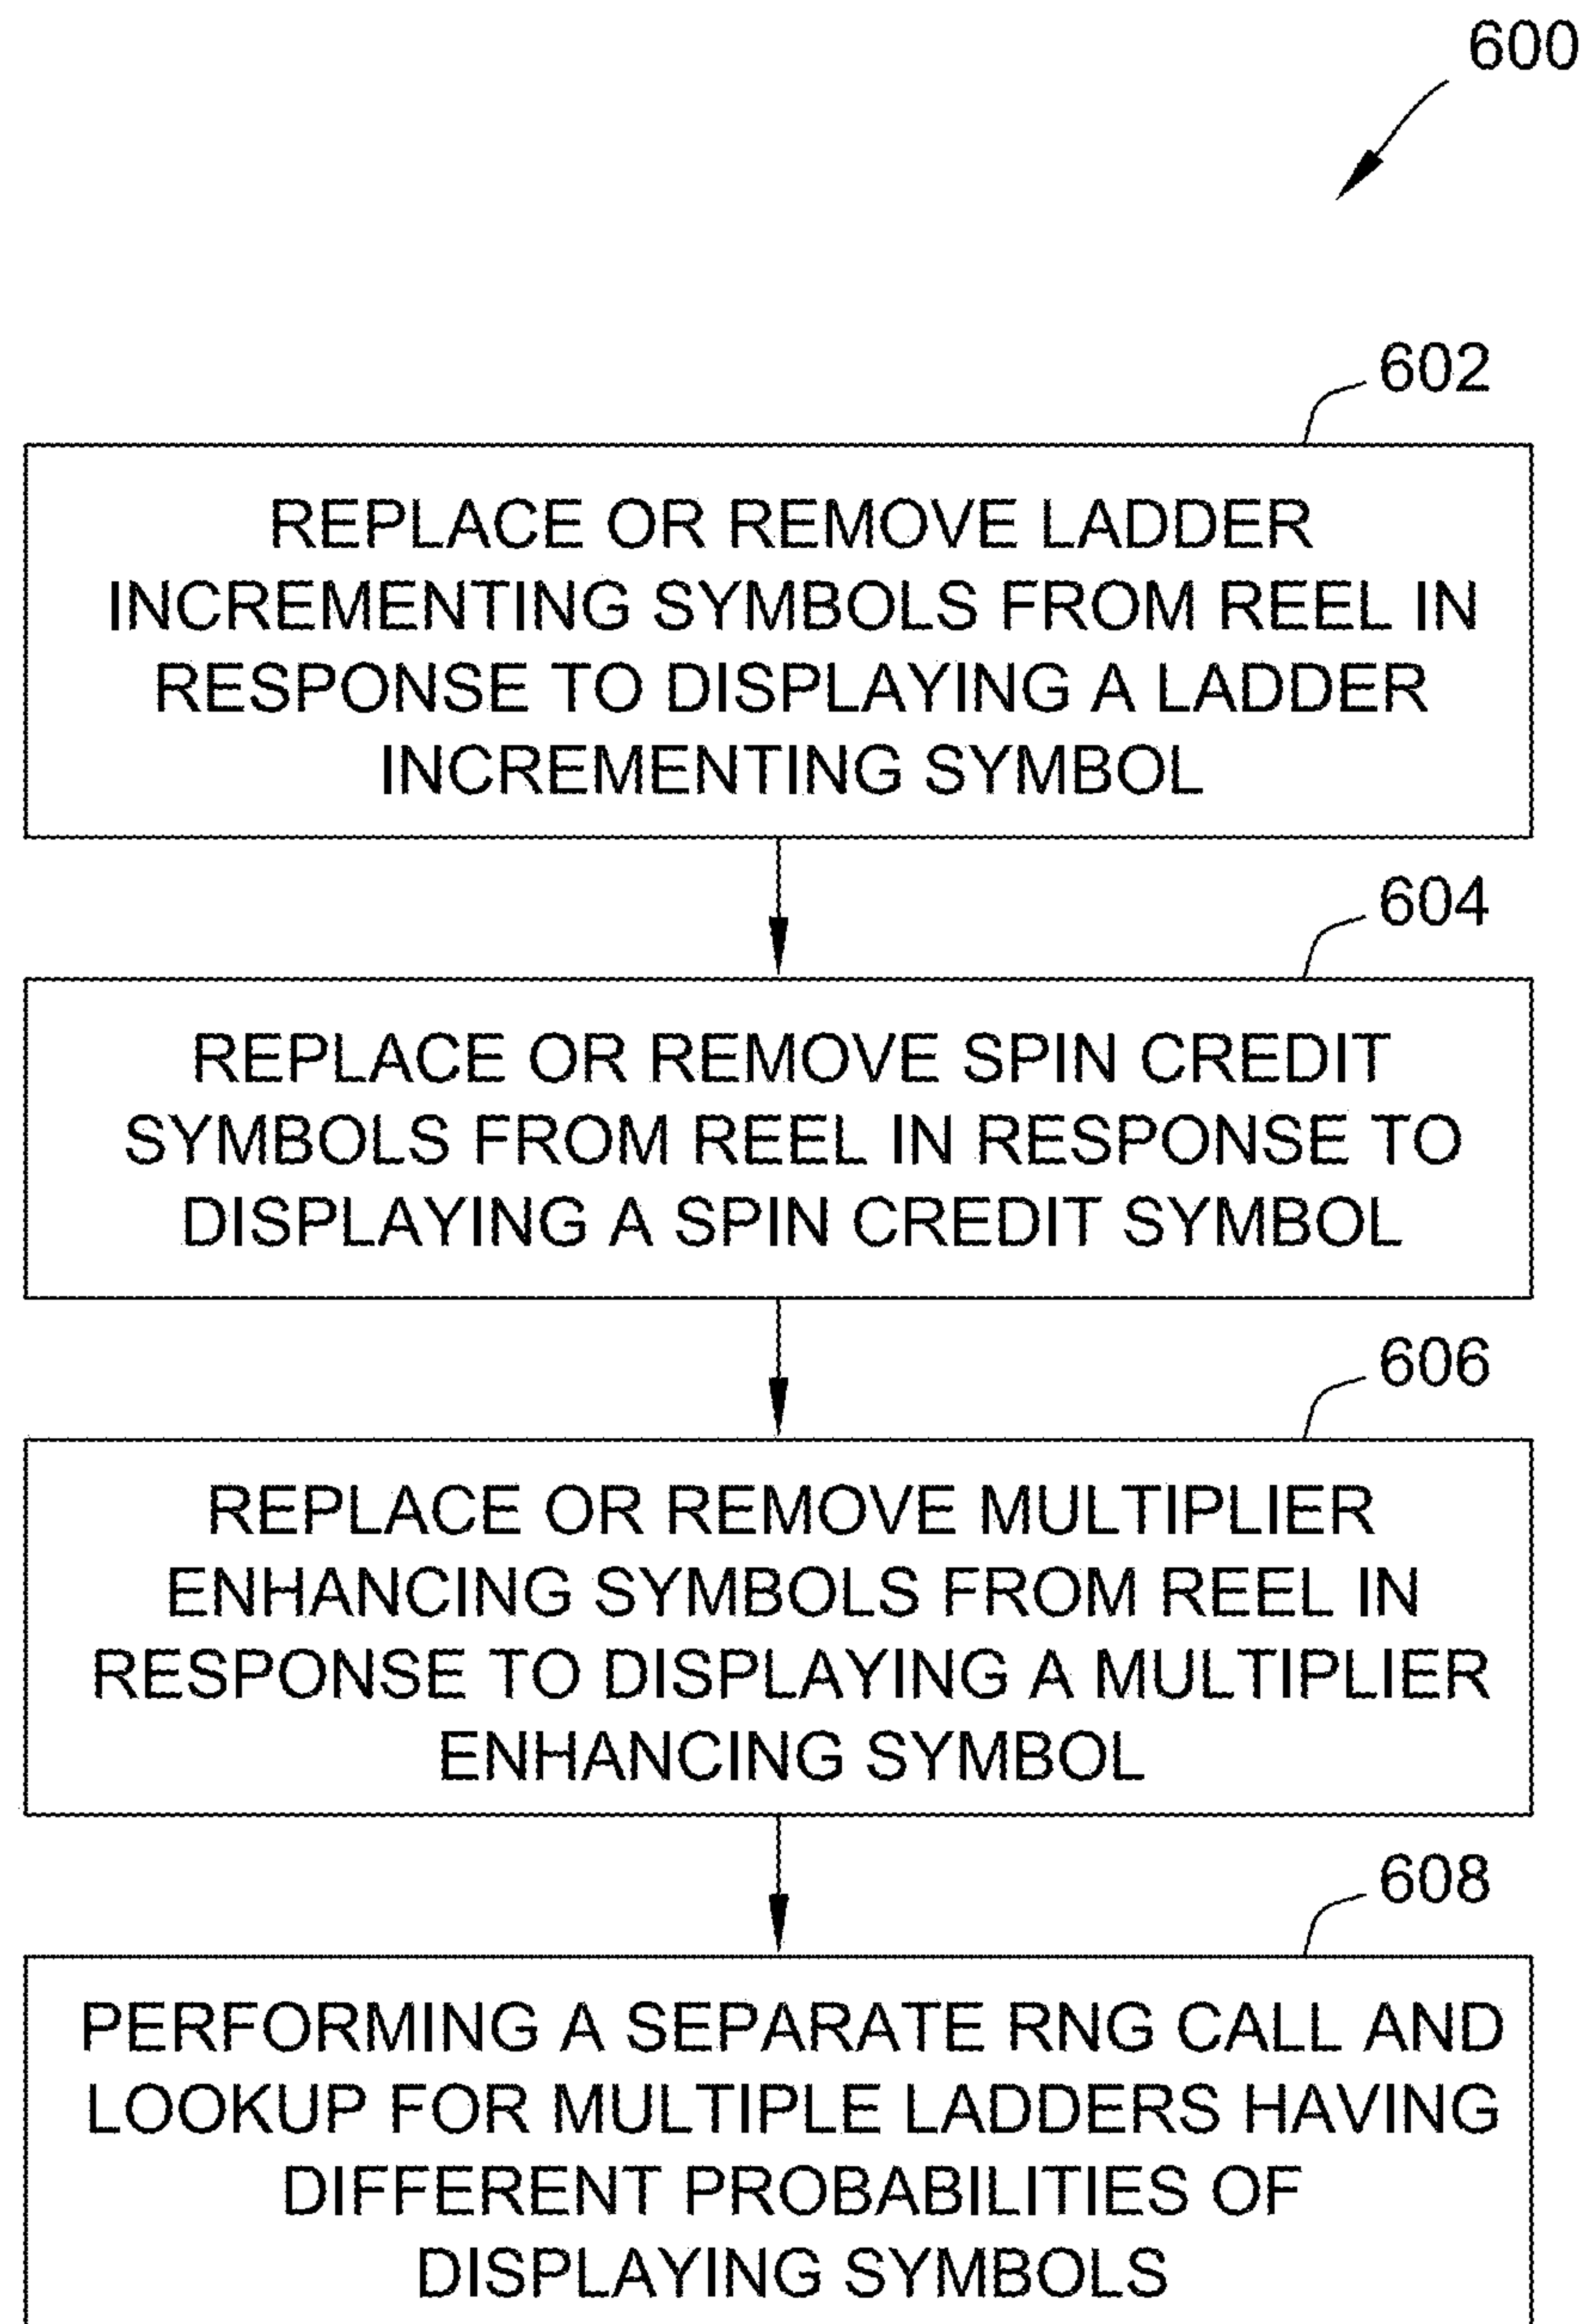 600
602
REPLACE OR REMOVE LADDER
INCREMENTING SYMBOLS FROM REEL IN
RESPONSE TO DISPLAYING A LADDER
INCREMENTING SYMBOL
604
REPLACE OR REMOVE SPIN CREDIT
SYMBOLS FROM REEL IN RESPONSE TO
DISPLAYING A SPIN CREDIT SYMBOL
606
REPLACE OR REMOVE MULTIPLIER
ENHANCING SYMBOLS FROM REEL IN
RESPONSE TO DISPLAYING A MULTIPLIER
ENHANCING SYMBOL
608
PERFORMING A SEPARATE RNG CALL AND
LOOKUP FOR MULTIPLE LADDERS HAVING
DIFFERENT PROBABILITIES OF
DISPLAYING SYMBOLS